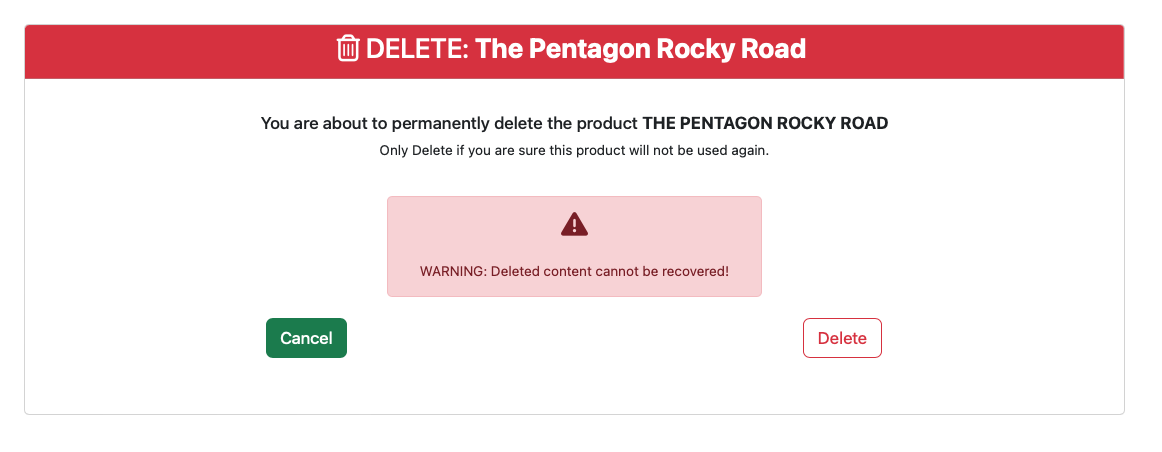 DELETE: The Pentagon Rocky Road
You are about to permanently delete the product THE PENTAGON ROCKY ROAD
Only Delete if you are sure this product will not be used again.
WARNING: Deleted content cannot be recovered!
Cancel
Delete